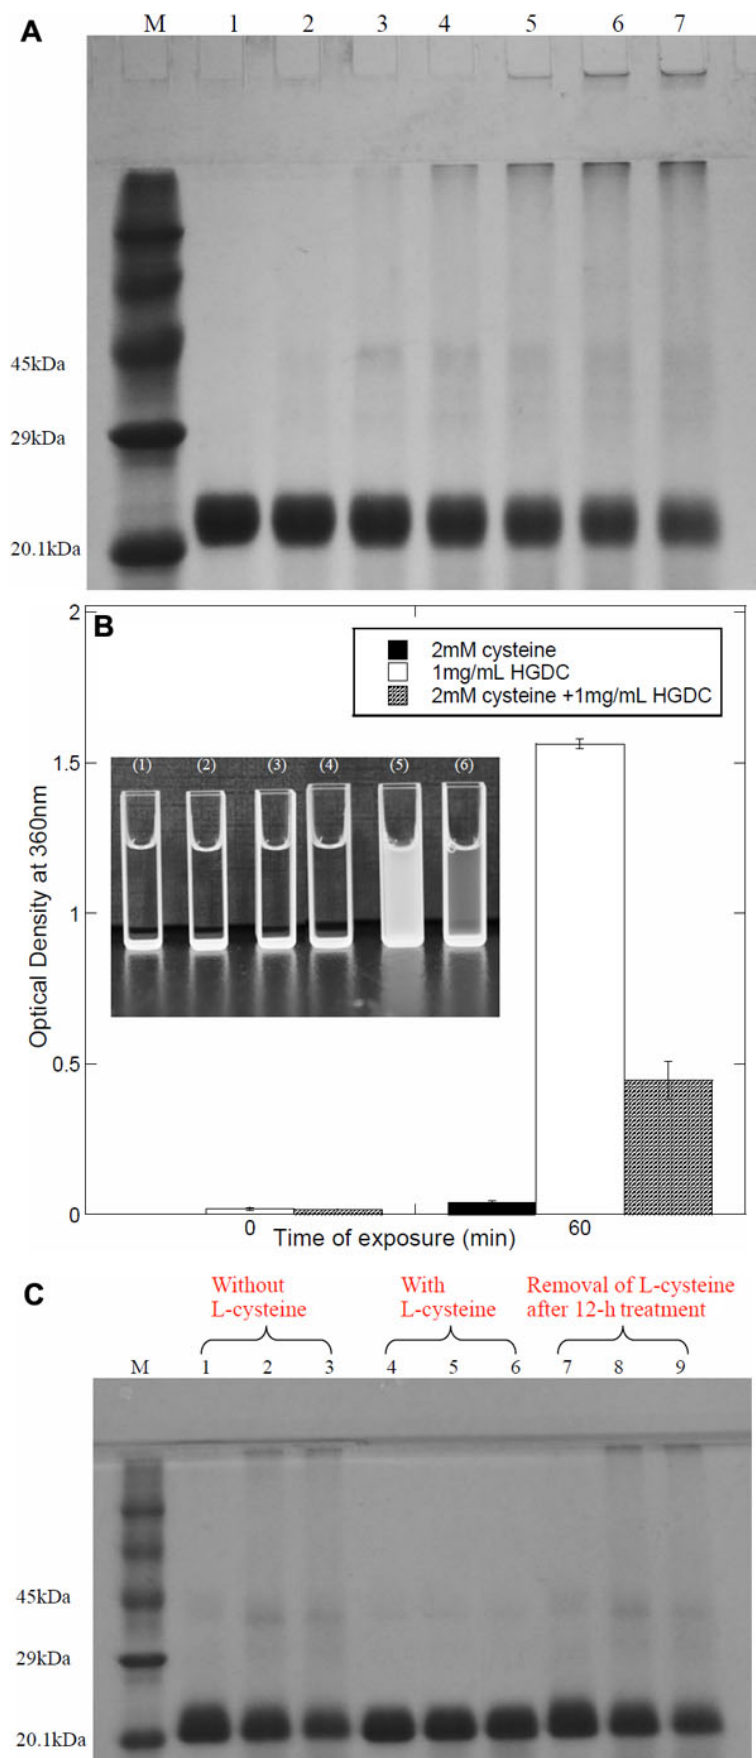 A
M 1 2 3 4 5 6 7
45kDa
29kDa
20.1kDa
B
2mM cysteine
1mg/mL HGDC
2mM cysteine +1mg/mL HGDC
(1) (2) (3) (4) (5) (6)
2
1.5
1
0.5
0
Optical Density at 360nm
0 60
Time of exposure (min)
C
Without L-cysteine
With L-cysteine
Removal of L-cysteine after 12-h treatment
M 1 2 3 4 5 6 7 8 9
45kDa
29kDa
20.1kDa